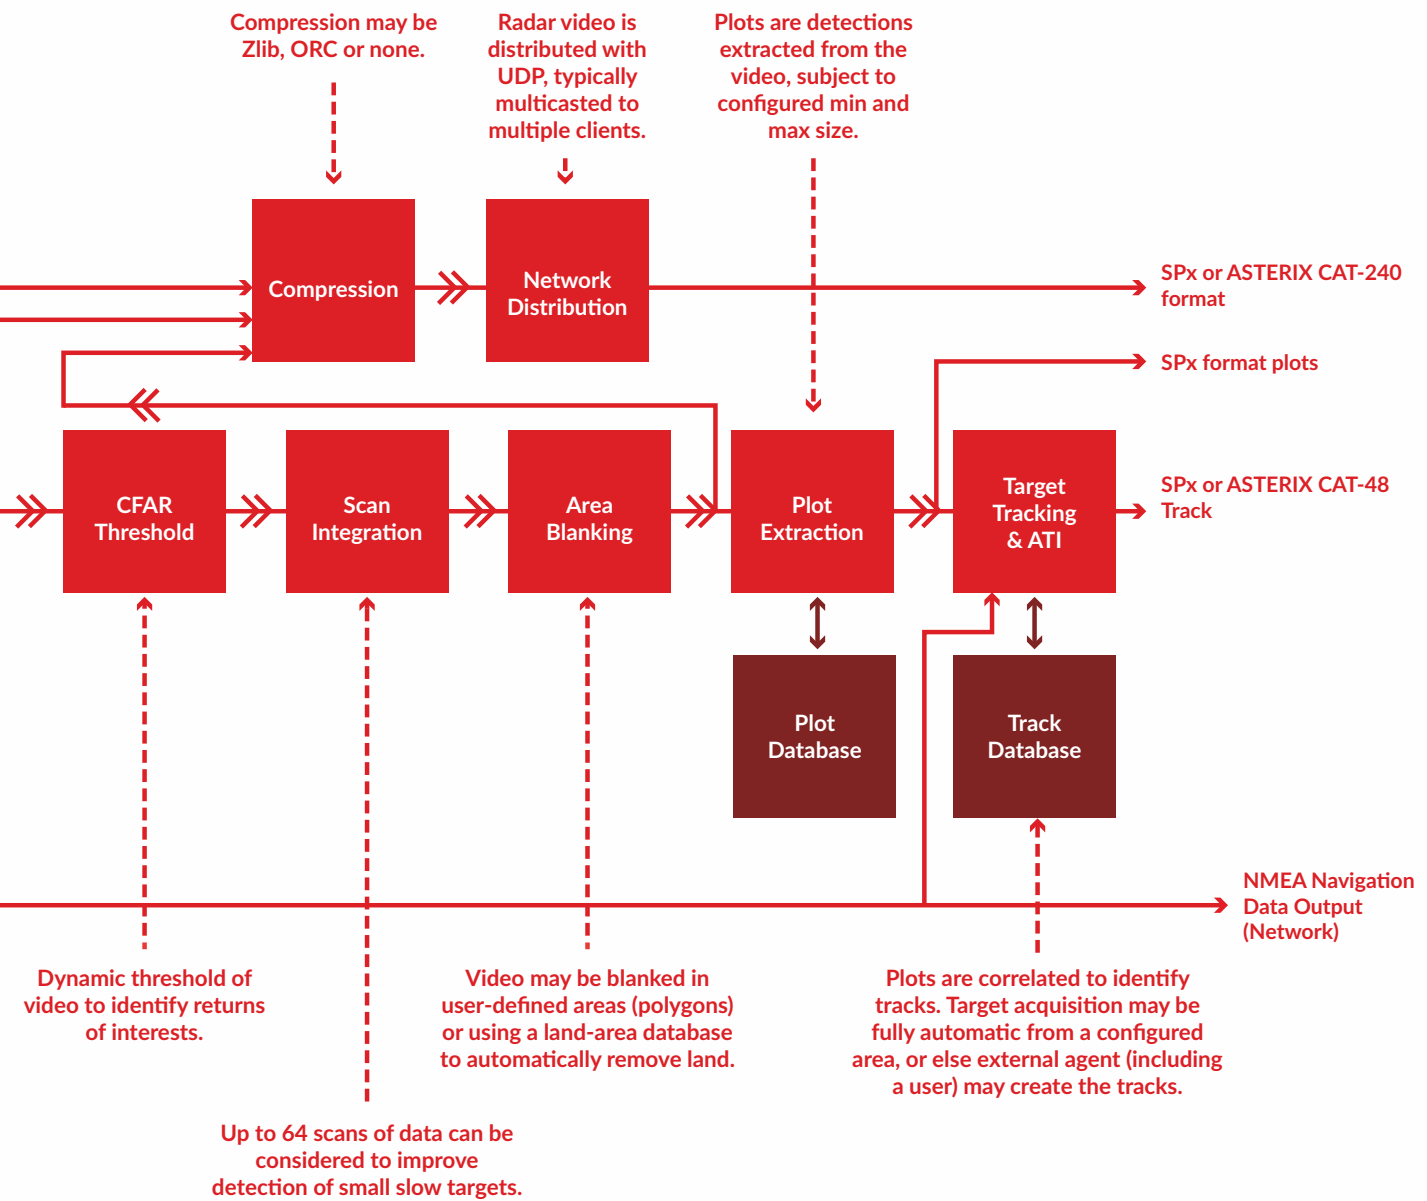 Compression may be
Zlib, ORC or none.
Radar video is
distributed with
UDP, typically
multicasted to
multiple clients.
Plots are detections
extracted from the
video, subject to
configured min and
max size.
Compression
Network
Distribution
SPx or ASTERIX CAT-240
format
SPx format plots
CFAR
Threshold
Scan
Integration
Area
Blanking
Plot
Extraction
Target
Tracking
& ATI
SPx or ASTERIX CAT-48
Track
Plot
Database
Track
Database
NMEA Navigation
Data Output
(Network)
Dynamic threshold of
video to identify returns
of interests.
Video may be blanked in
user-defined areas (polygons)
or using a land-area database
to automatically remove land.
Plots are correlated to identify
tracks. Target acquisition may be
fully automatic from a configured
area, or else external agent (including
a user) may create the tracks.
Up to 64 scans of data can be
considered to improve
detection of small slow targets.